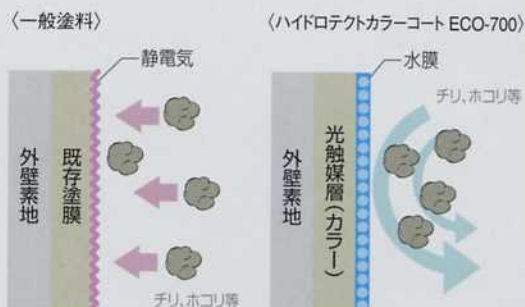 〈一般塗料〉
静電気
外壁素地
既存塗膜
チリ、ホコリ等
〈ハイドロテクトカラーコート ECO-700〉
水膜
チリ、ホコリ等
外壁素地
光触媒層(カラー)